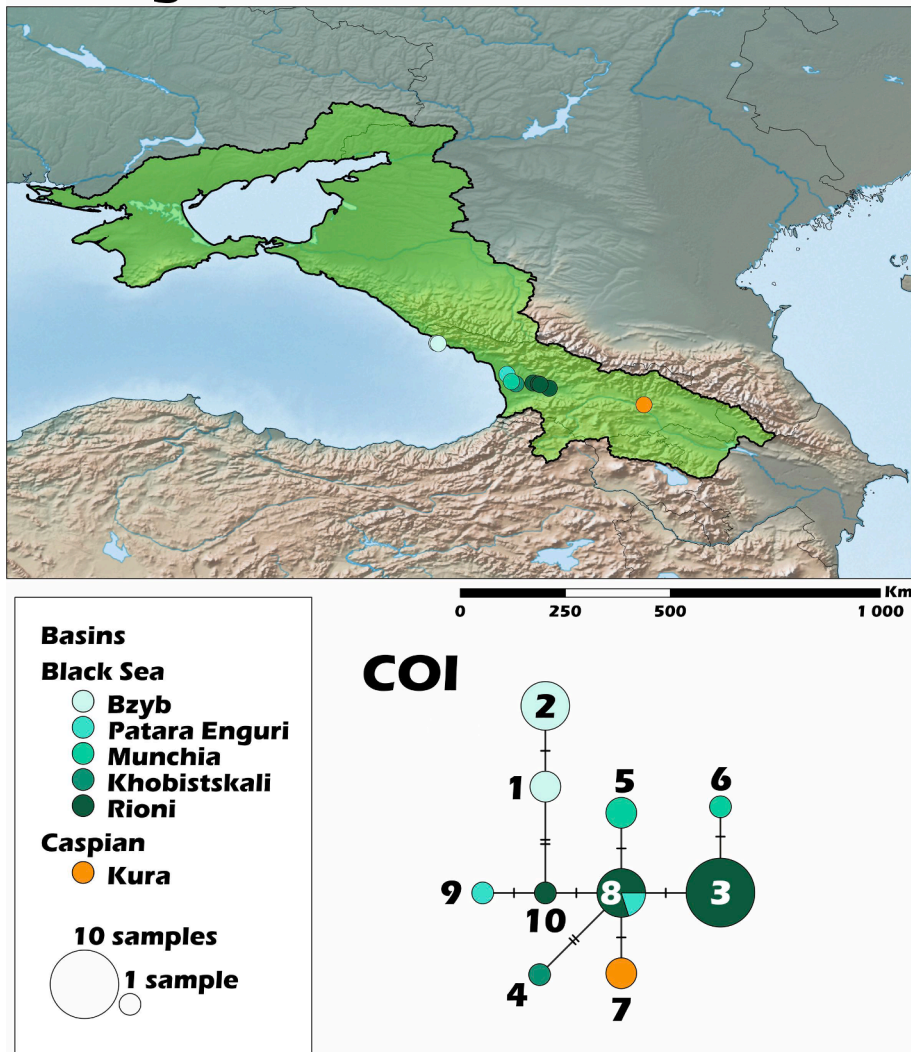 Km
0 250 500 1 000
Basins
Black Sea
Bzyb
Patara Enguri
Munchia
Khobistskali
Rioni
Caspian
Kura
10 samples
1 sample
COI
2
1
5
6
9
10
8
3
4
7